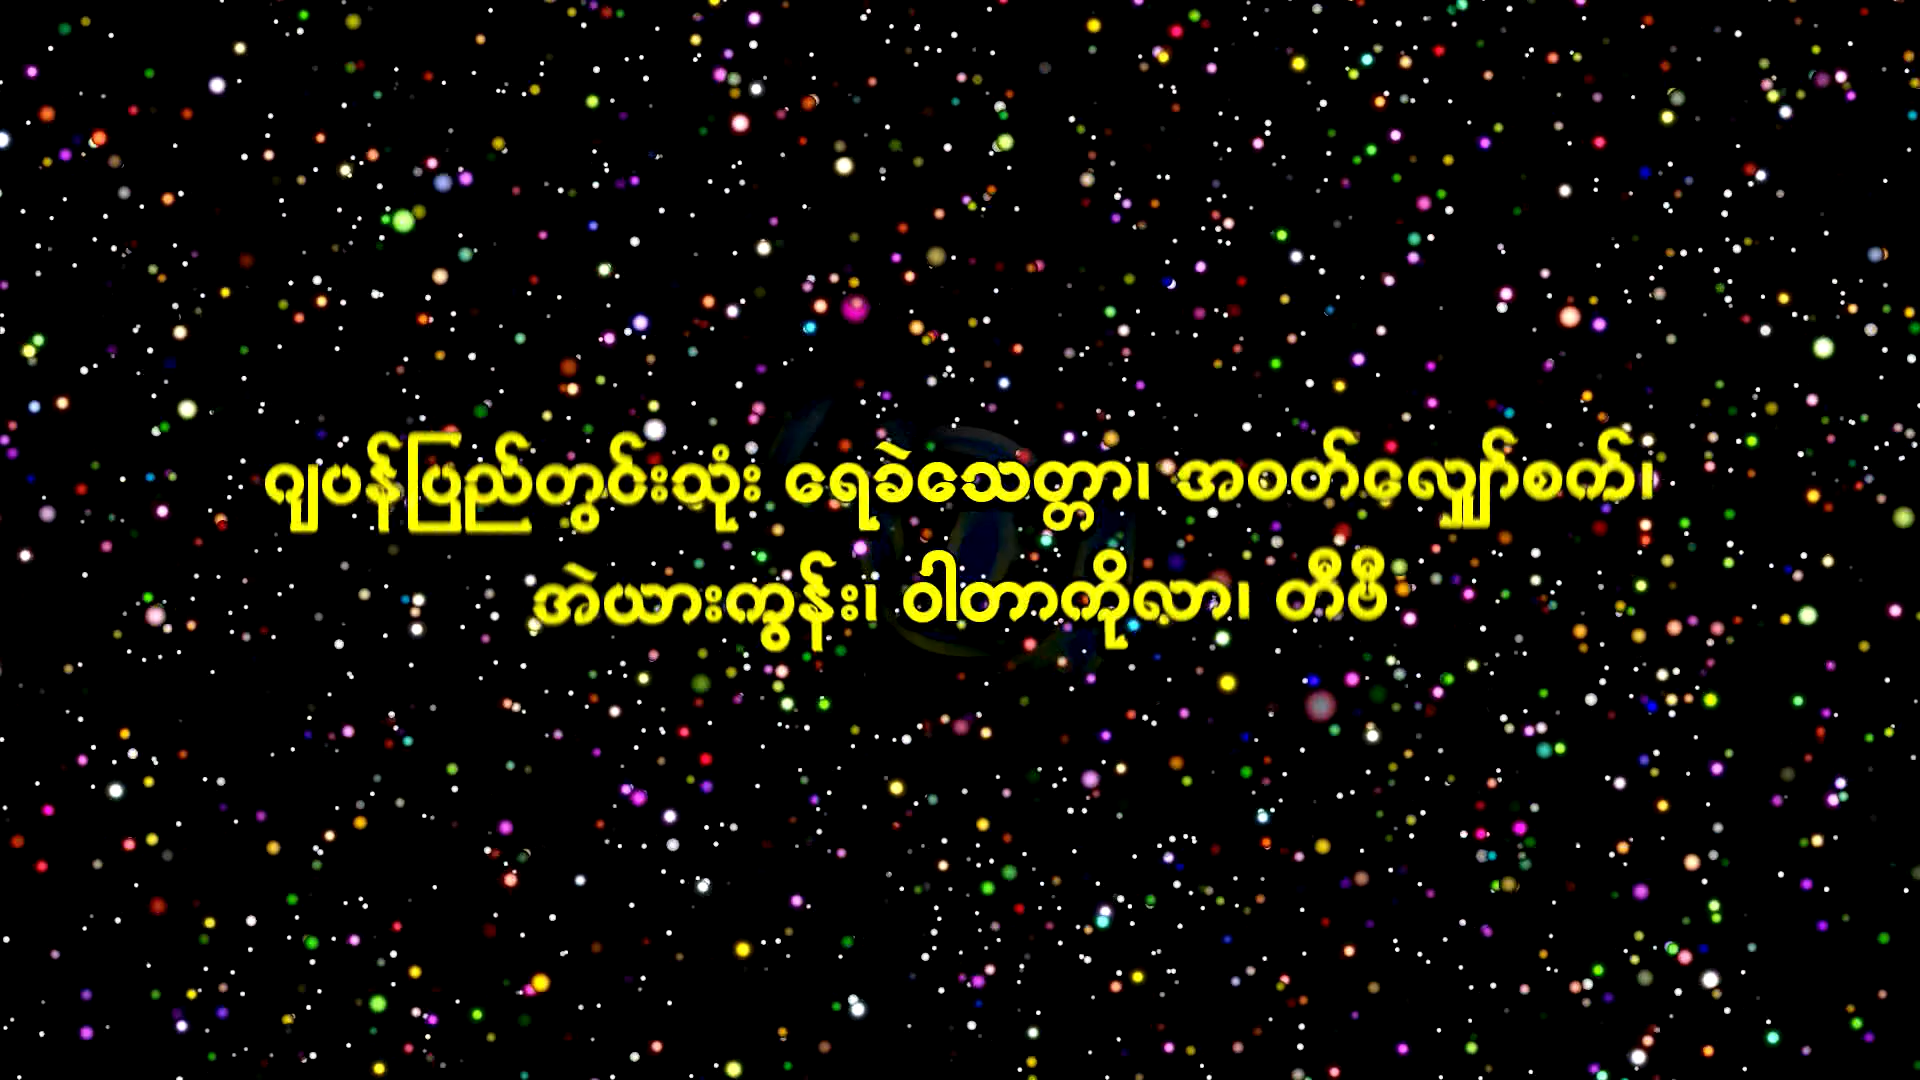 ဂျပန်ပြည်တွင်းသုံး ရေခဲသေတ္တာ၊ အဝတ်လျှော်စက်၊
အဲယားကွန်း၊ ဝါတာကိုလာ၊ တီဗီ